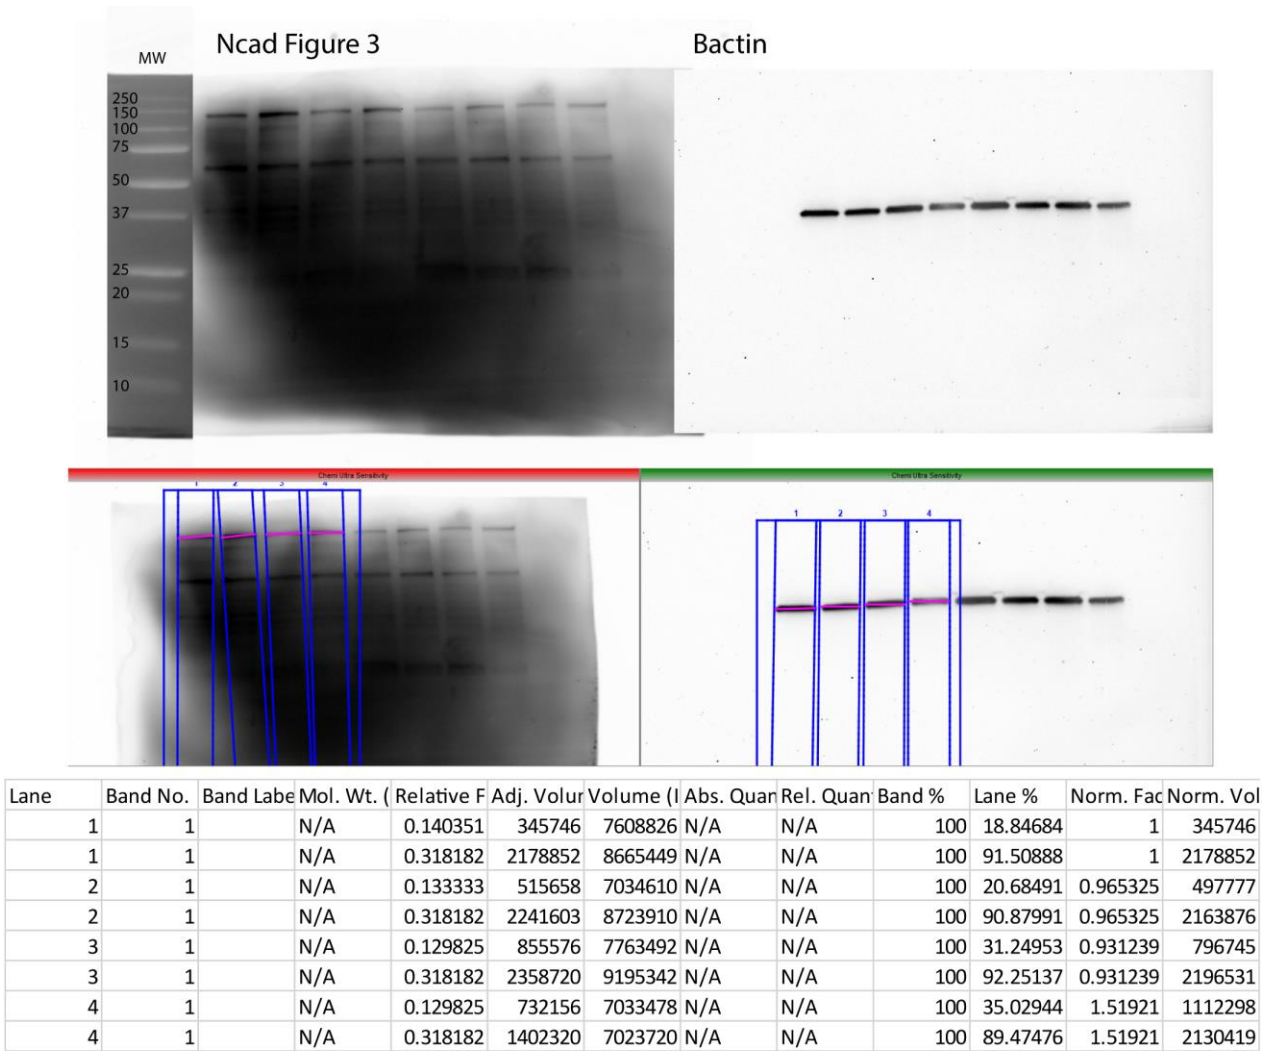 Ncad Figure 3
Bactin
MW
250
150
100
75
50
37
25
20
15
10
Chemi Ultra Sensitivity
Chemi Ultra Sensitivity
1 2 3 4
1 2 3 4
Lane Band No. Band Labe Mol. Wt. ( Relative F Adj. Volur Volume (I Abs. Quan Rel. Quan Band % Lane % Norm. Fac Norm. Vol
1 1 N/A 0.140351 345746 7608826 N/A N/A 100 18.84684 1 345746
1 1 N/A 0.318182 2178852 8665449 N/A N/A 100 91.50888 1 2178852
2 1 N/A 0.133333 515658 7034610 N/A N/A 100 20.68491 0.965325 497777
2 1 N/A 0.318182 2241603 8723910 N/A N/A 100 90.87991 0.965325 2163876
3 1 N/A 0.129825 855576 7763492 N/A N/A 100 31.24953 0.931239 796745
3 1 N/A 0.318182 2358720 9195342 N/A N/A 100 92.25137 0.931239 2196531
4 1 N/A 0.129825 732156 7033478 N/A N/A 100 35.02944 1.51921 1112298
4 1 N/A 0.318182 1402320 7023720 N/A N/A 100 89.47476 1.51921 2130419